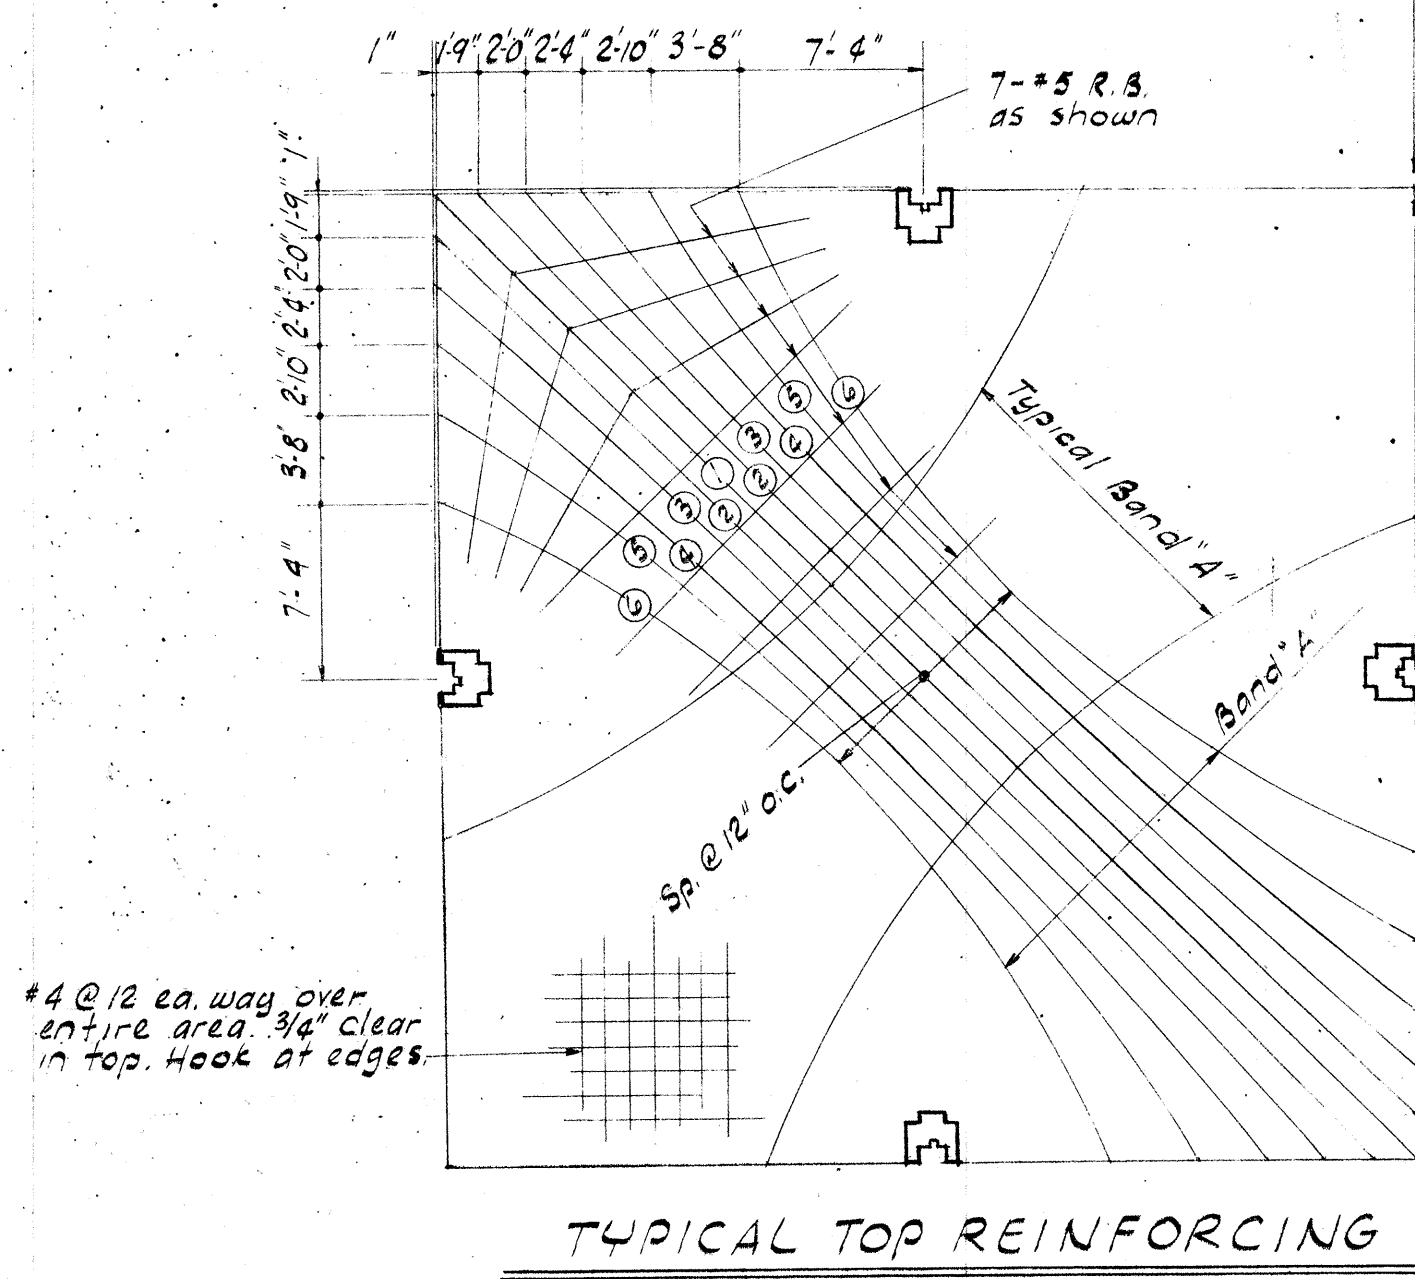 1" 1'-9" 2'-0" 2'-4" 2'-10" 3'-8" 7'-4"
7-#5 R.B.
as shown
1"
1'-9"
2'-0"
2'-4"
2'-10"
3'-8"
7'-4"
5 6
3 4
1 2
3 2
5 4
6
Typical Band "A"
Band "A"
Sp. @ 12" o.c.
#4 @ 12 ea. way over
entire area. 3/4" clear
in top. Hook at edges.
TYPICAL TOP REINFORCING